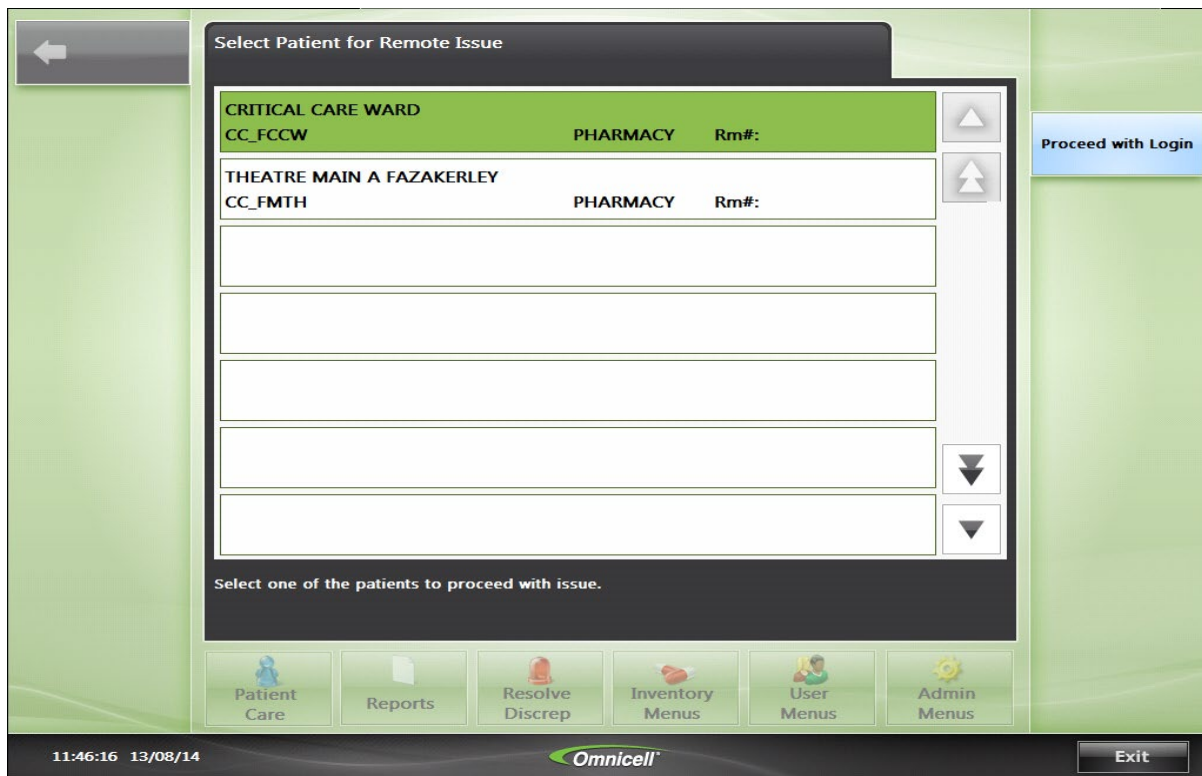 Select Patient for Remote Issue
CRITICAL CARE WARD
CC_FCCW PHARMACY Rm#:
Proceed with Login
THEATRE MAIN A FAZAKERLEY
CC_FMTH PHARMACY Rm#:
Select one of the patients to proceed with issue.
Patient
Care
Reports
Resolve
Discrep
Inventory
Menus
User
Menus
Admin
Menus
11:46:16 13/08/14
Omnicell
Exit